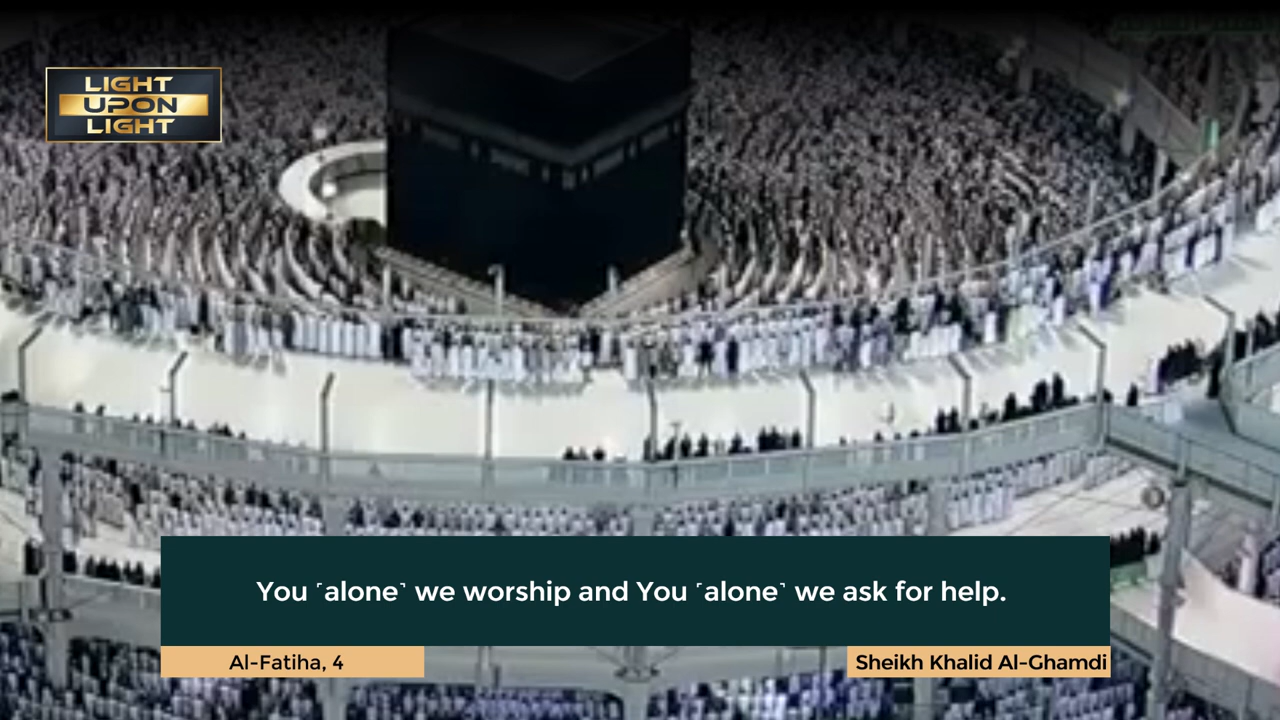 LIGHT
UPON
LIGHT
You ˹alone˺ we worship and You ˹alone˺ we ask for help.
Al-Fatiha, 4
Sheikh Khalid Al-Ghamdi